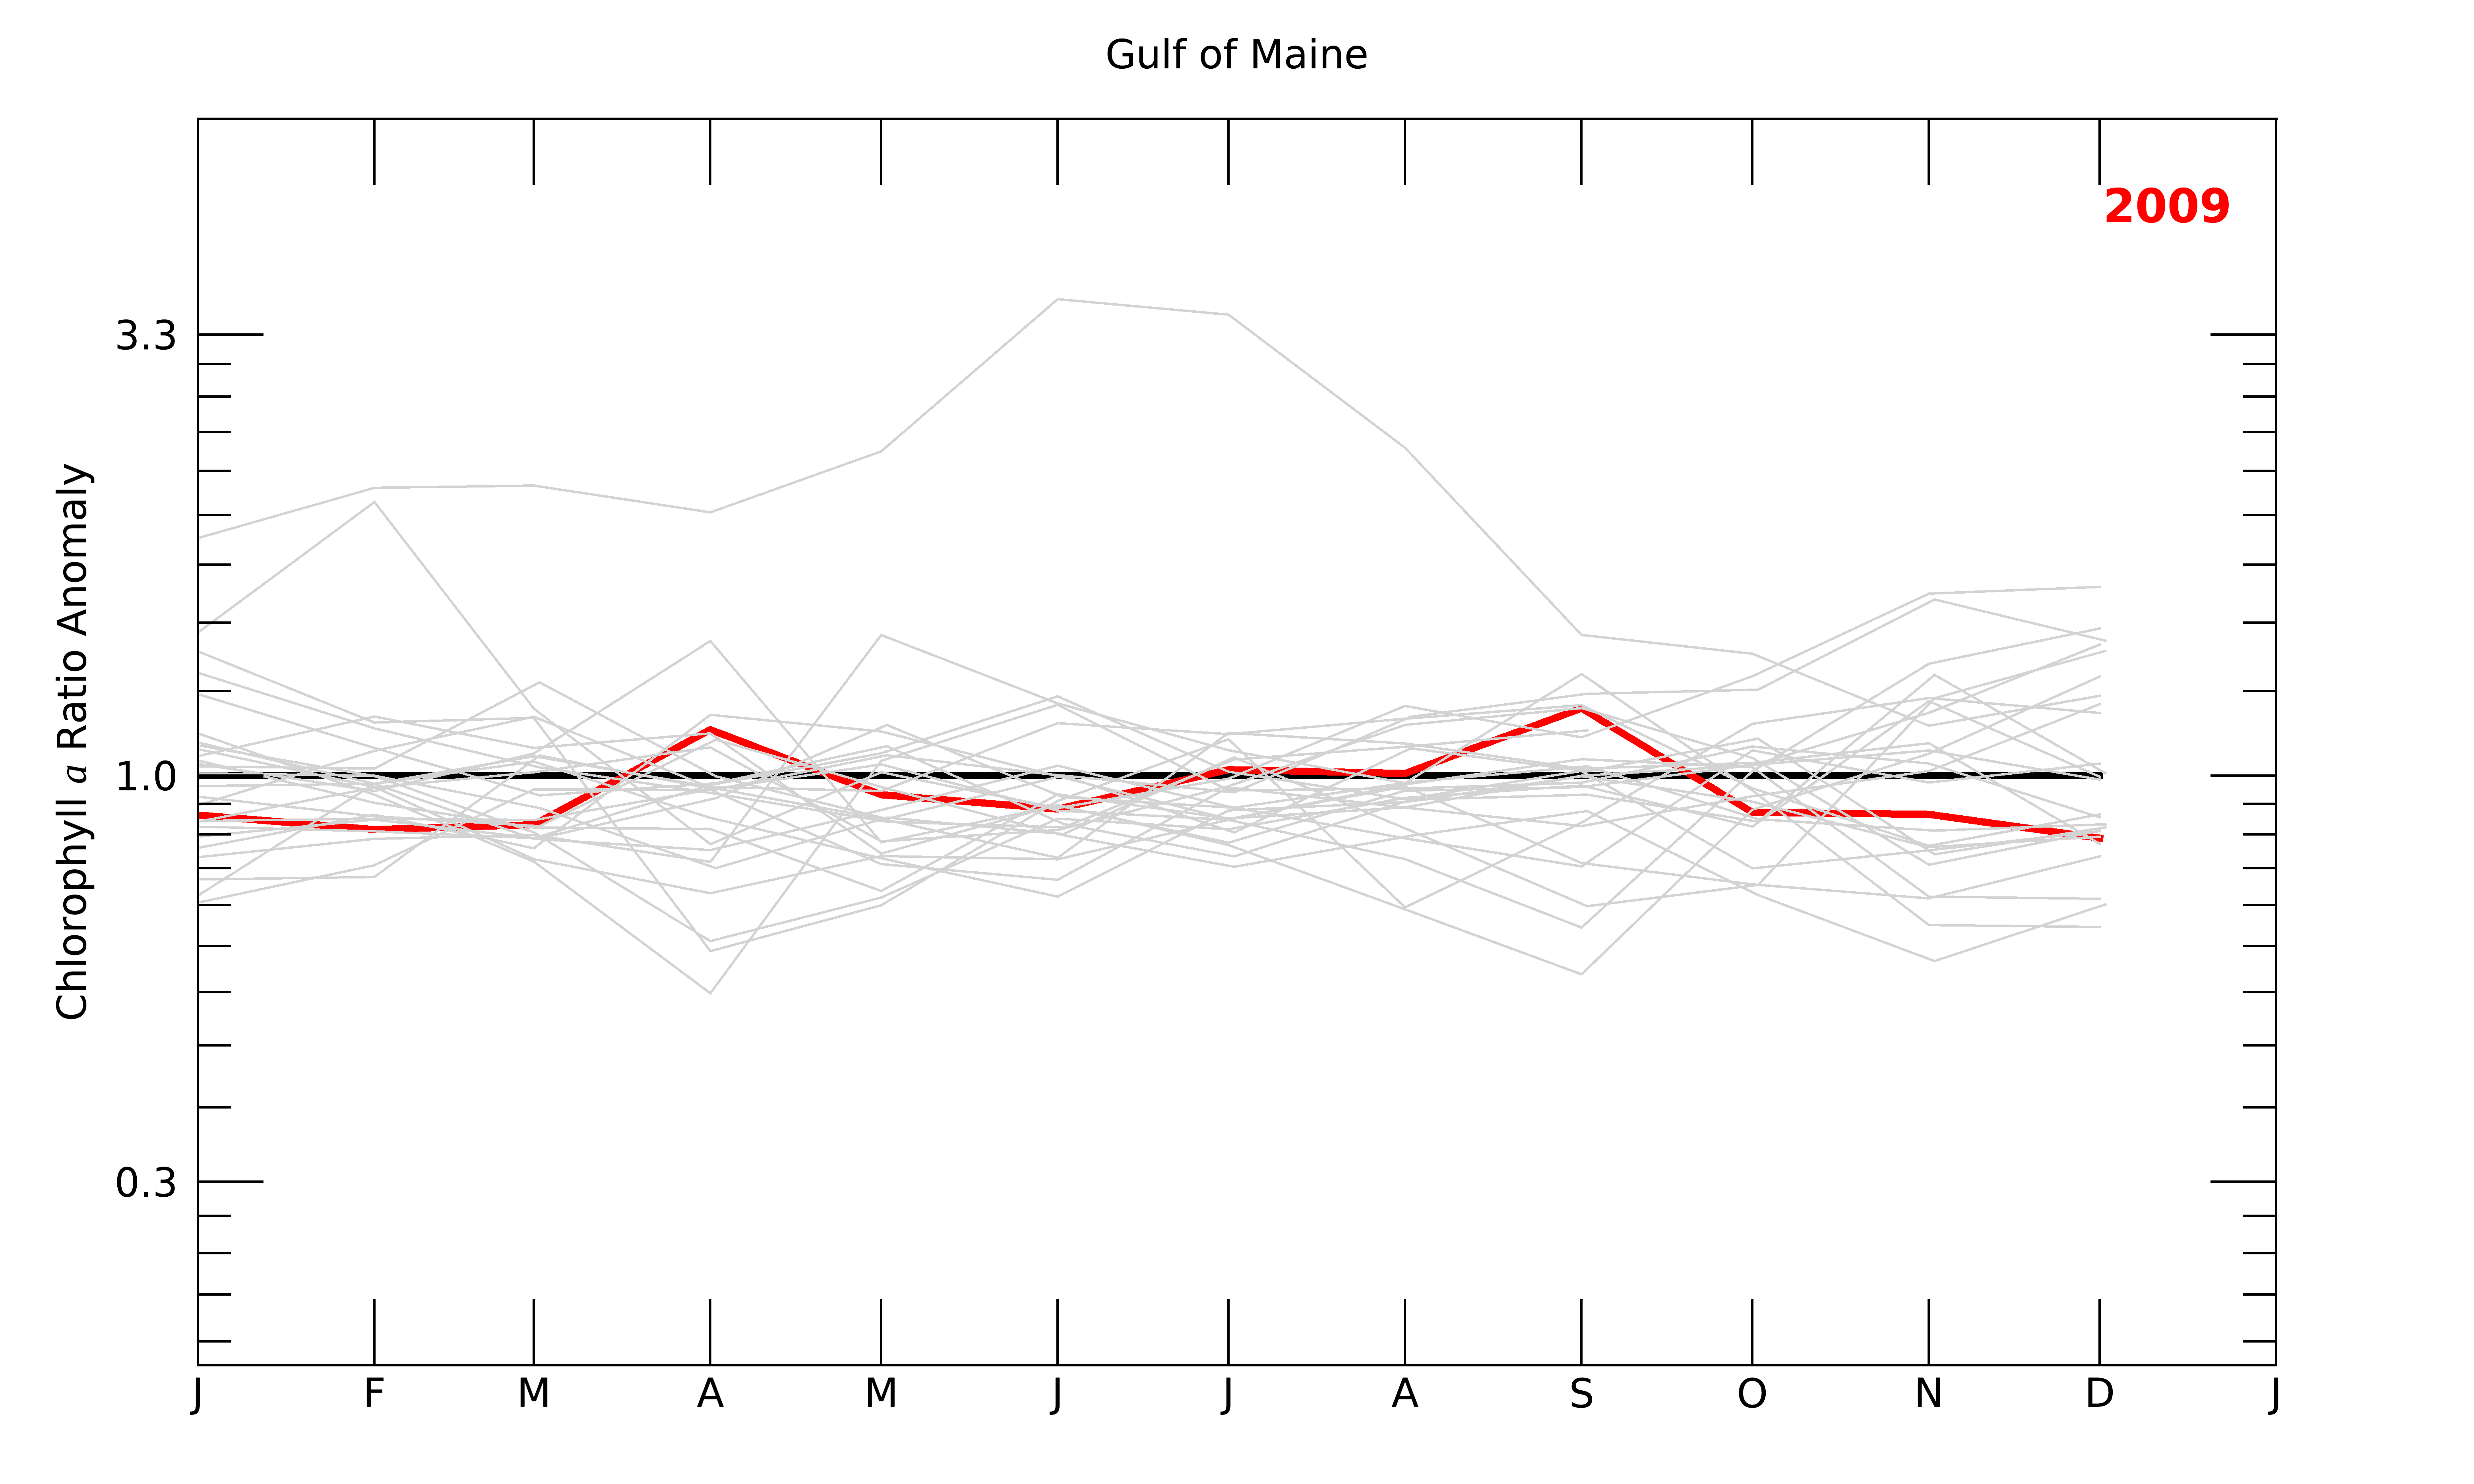 Gulf of Maine
2009
Chlorophyll a Ratio Anomaly
3.3
1.0
0.3
J F M A M J J A S O N D J